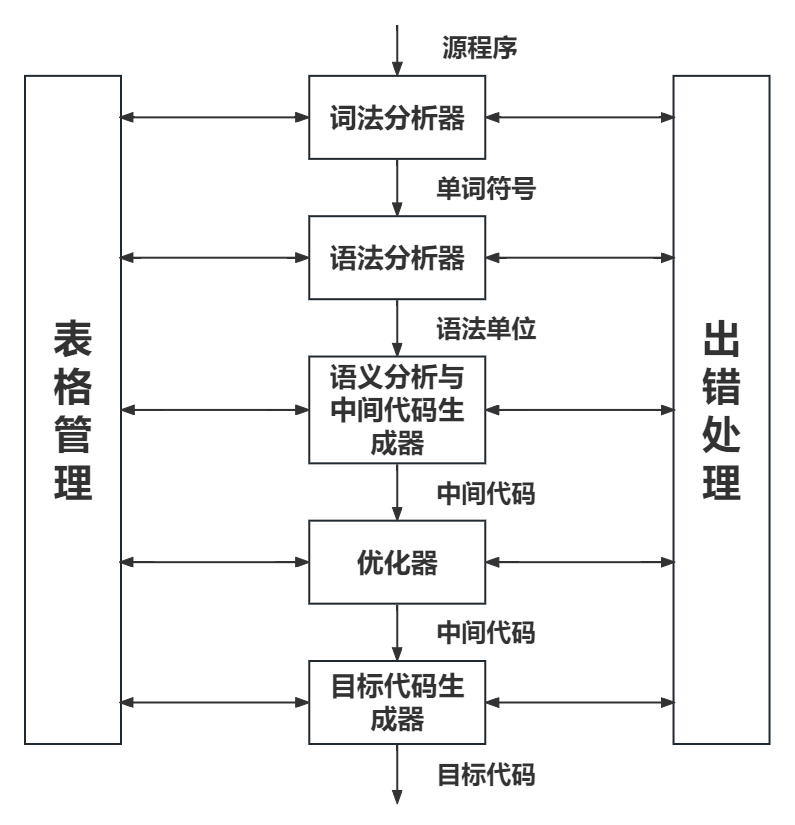 源程序
词法分析器
单词符号
语法分析器
语法单位
语义分析与
中间代码生
成器
中间代码
优化器
中间代码
目标代码生
成器
目标代码
表
格
管
理
出
错
处
理